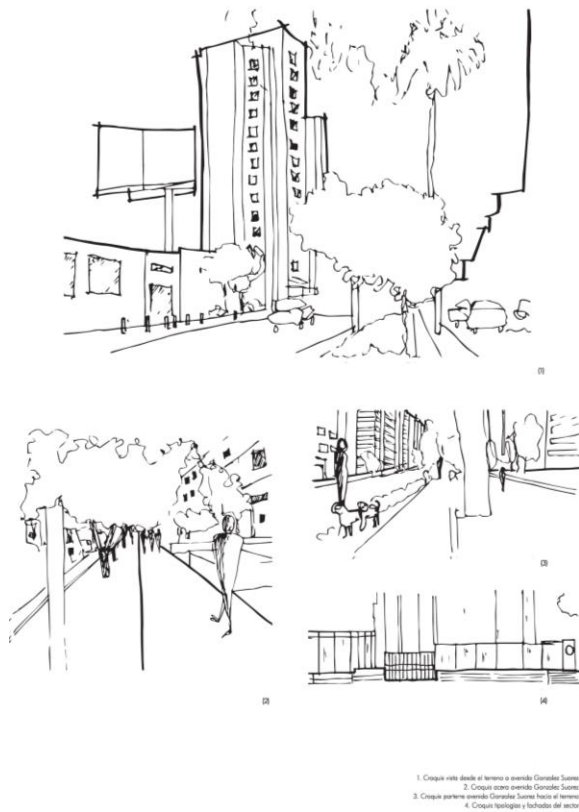 (1)
(2)
(3)
(4)
1. Croquis vista desde el terreno a avenida Gonzalez Suarez
2. Croquis acera avenida Gonzalez Suarez
3. Croquis parterre avenida Gonzalez Suarez hacia el terreno
4. Croquis tipologías y fachadas del sector